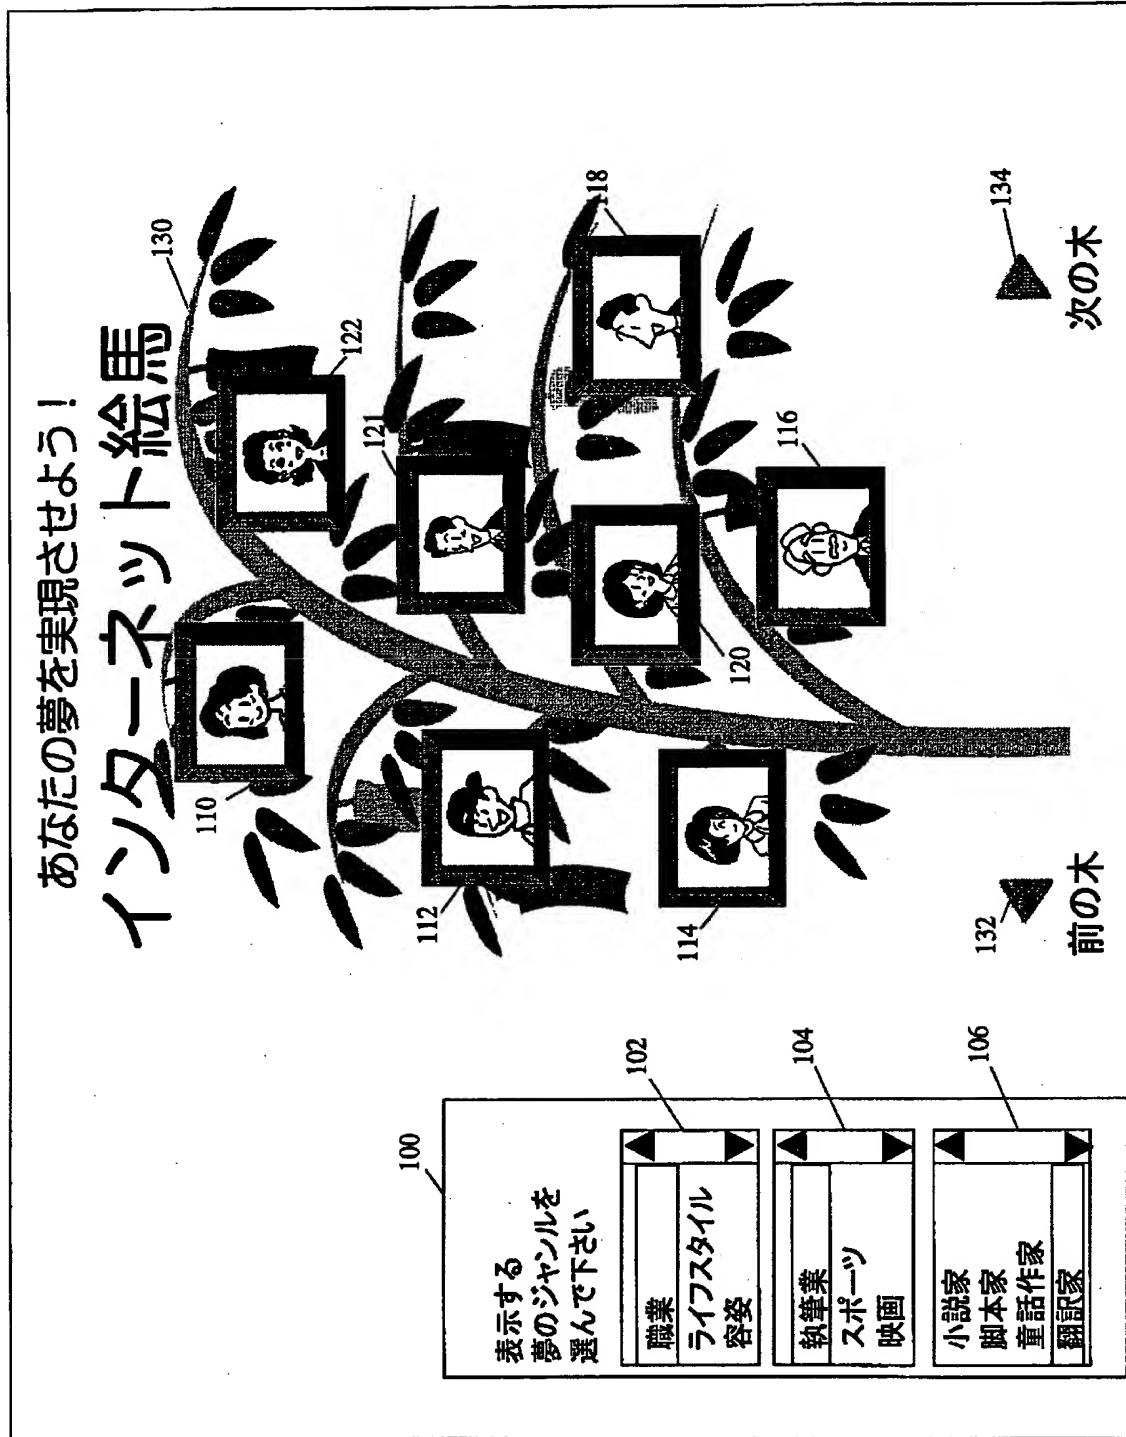 あなたの夢を実現させよう!
インターネット絵馬
130
122
110
121
118
112
120
116
114
132
前の木
134
次の木
100
表示する
夢のジャンルを
選んで下さい
102
職業
ライフスタイル
容姿
104
執筆業
スポーツ
映画
106
小説家
脚本家
童話作家
翻訳家